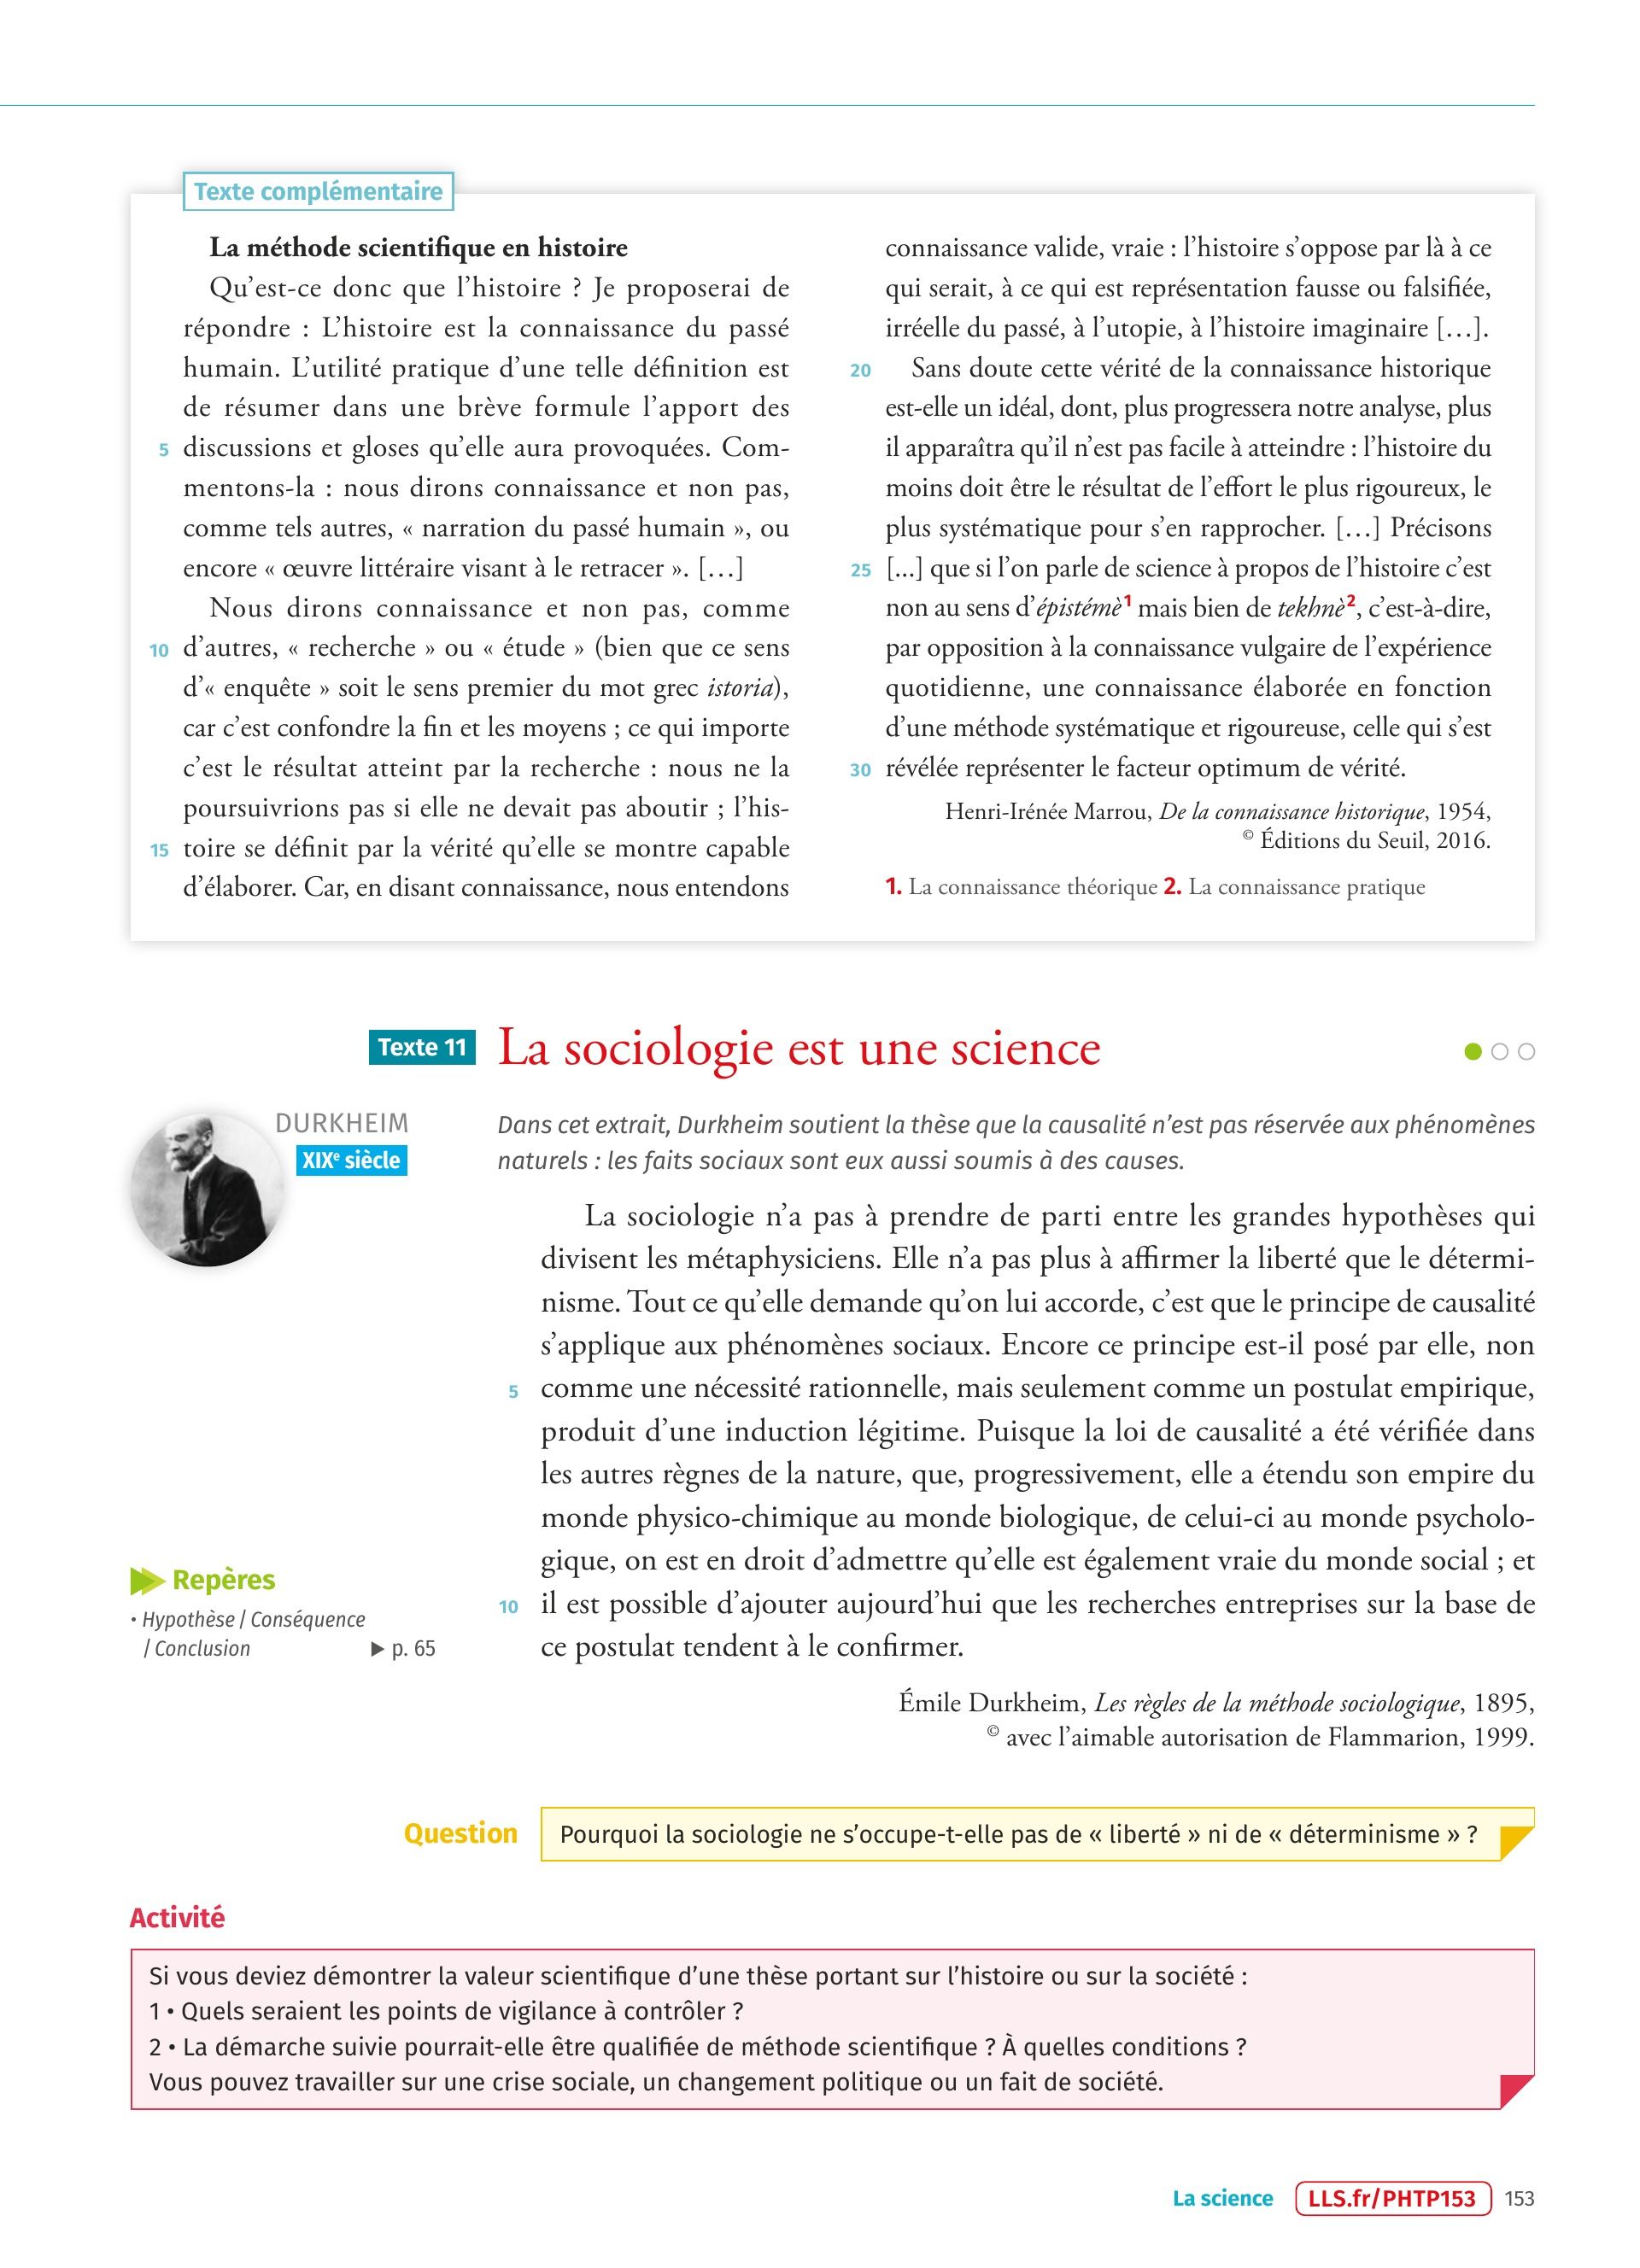 Texte complémentaire
La méthode scientifique en histoire
Qu’est-ce donc que l’histoire ? Je proposerai de
répondre : L’histoire est la connaissance du passé
humain. L’utilité pratique d’une telle définition est
de résumer dans une brève formule l’apport des
5 discussions et gloses qu’elle aura provoquées. Com-
mentons-la : nous dirons connaissance et non pas,
comme tels autres, « narration du passé humain », ou
encore « œuvre littéraire visant à le retracer ». […]
Nous dirons connaissance et non pas, comme
10 d’autres, « recherche » ou « étude » (bien que ce sens
d’« enquête » soit le sens premier du mot grec istoria),
car c’est confondre la fin et les moyens ; ce qui importe
c’est le résultat atteint par la recherche : nous ne la
poursuivrions pas si elle ne devait pas aboutir ; l’his-
15 toire se définit par la vérité qu’elle se montre capable
d’élaborer. Car, en disant connaissance, nous entendons
connaissance valide, vraie : l’histoire s’oppose par là à ce
qui serait, à ce qui est représentation fausse ou falsifiée,
irréelle du passé, à l’utopie, à l’histoire imaginaire […].
20 Sans doute cette vérité de la connaissance historique
est-elle un idéal, dont, plus progressera notre analyse, plus
il apparaîtra qu’il n’est pas facile à atteindre : l’histoire du
moins doit être le résultat de l’effort le plus rigoureux, le
plus systématique pour s’en rapprocher. […] Précisons
25 [...] que si l’on parle de science à propos de l’histoire c’est
non au sens d’épistémè1 mais bien de tekhnè2, c’est-à-dire,
par opposition à la connaissance vulgaire de l’expérience
quotidienne, une connaissance élaborée en fonction
d’une méthode systématique et rigoureuse, celle qui s’est
30 révélée représenter le facteur optimum de vérité.
Henri-Irénée Marrou, De la connaissance historique, 1954,
© Éditions du Seuil, 2016.
1. La connaissance théorique 2. La connaissance pratique
Texte 11 La sociologie est une science
DURKHEIM
XIXe siècle
Dans cet extrait, Durkheim soutient la thèse que la causalité n’est pas réservée aux phénomènes
naturels : les faits sociaux sont eux aussi soumis à des causes.
La sociologie n’a pas à prendre de parti entre les grandes hypothèses qui
divisent les métaphysiciens. Elle n’a pas plus à affirmer la liberté que le détermi-
nisme. Tout ce qu’elle demande qu’on lui accorde, c’est que le principe de causalité
s’applique aux phénomènes sociaux. Encore ce principe est-il posé par elle, non
5 comme une nécessité rationnelle, mais seulement comme un postulat empirique,
produit d’une induction légitime. Puisque la loi de causalité a été vérifiée dans
les autres règnes de la nature, que, progressivement, elle a étendu son empire du
monde physico-chimique au monde biologique, de celui-ci au monde psycholo-
gique, on est en droit d’admettre qu’elle est également vraie du monde social ; et
10 il est possible d’ajouter aujourd’hui que les recherches entreprises sur la base de
ce postulat tendent à le confirmer.
Émile Durkheim, Les règles de la méthode sociologique, 1895,
© avec l’aimable autorisation de Flammarion, 1999.
Repères
• Hypothèse / Conséquence
/ Conclusion ▶ p. 65
Question Pourquoi la sociologie ne s’occupe-t-elle pas de « liberté » ni de « déterminisme » ?
Activité
Si vous deviez démontrer la valeur scientifique d’une thèse portant sur l’histoire ou sur la société :
1 • Quels seraient les points de vigilance à contrôler ?
2 • La démarche suivie pourrait-elle être qualifiée de méthode scientifique ? À quelles conditions ?
Vous pouvez travailler sur une crise sociale, un changement politique ou un fait de société.
La science LLS.fr/PHTP153 153